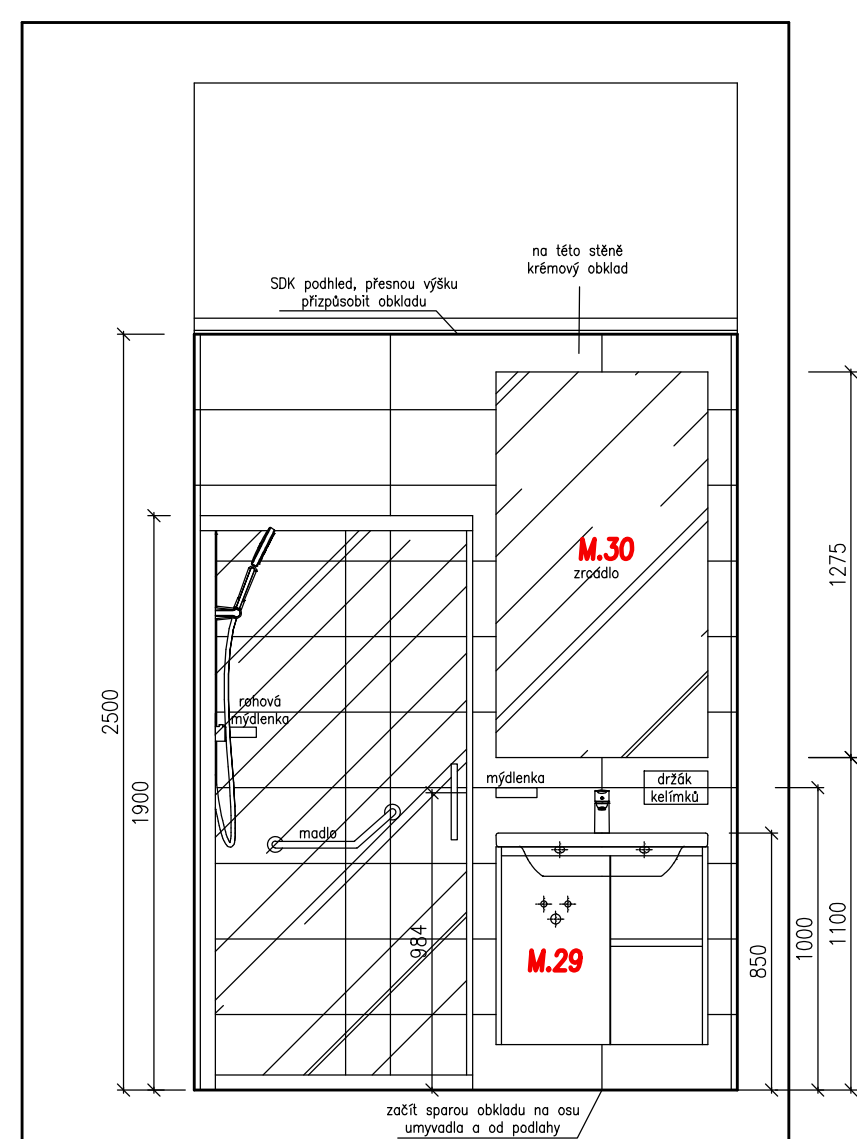 na této stěně
krémový obklad
SDK podhled, přesnou výšku
přizpůsobit obkladu
M.30
zrcádlo
1275
2500
rohová
mýdlenka
1900
mýdlenka
držák
kelímků
madlo
984
M.29
850
1000
1100
začít sparou obkladu na osu
umyvadla a od podlahy